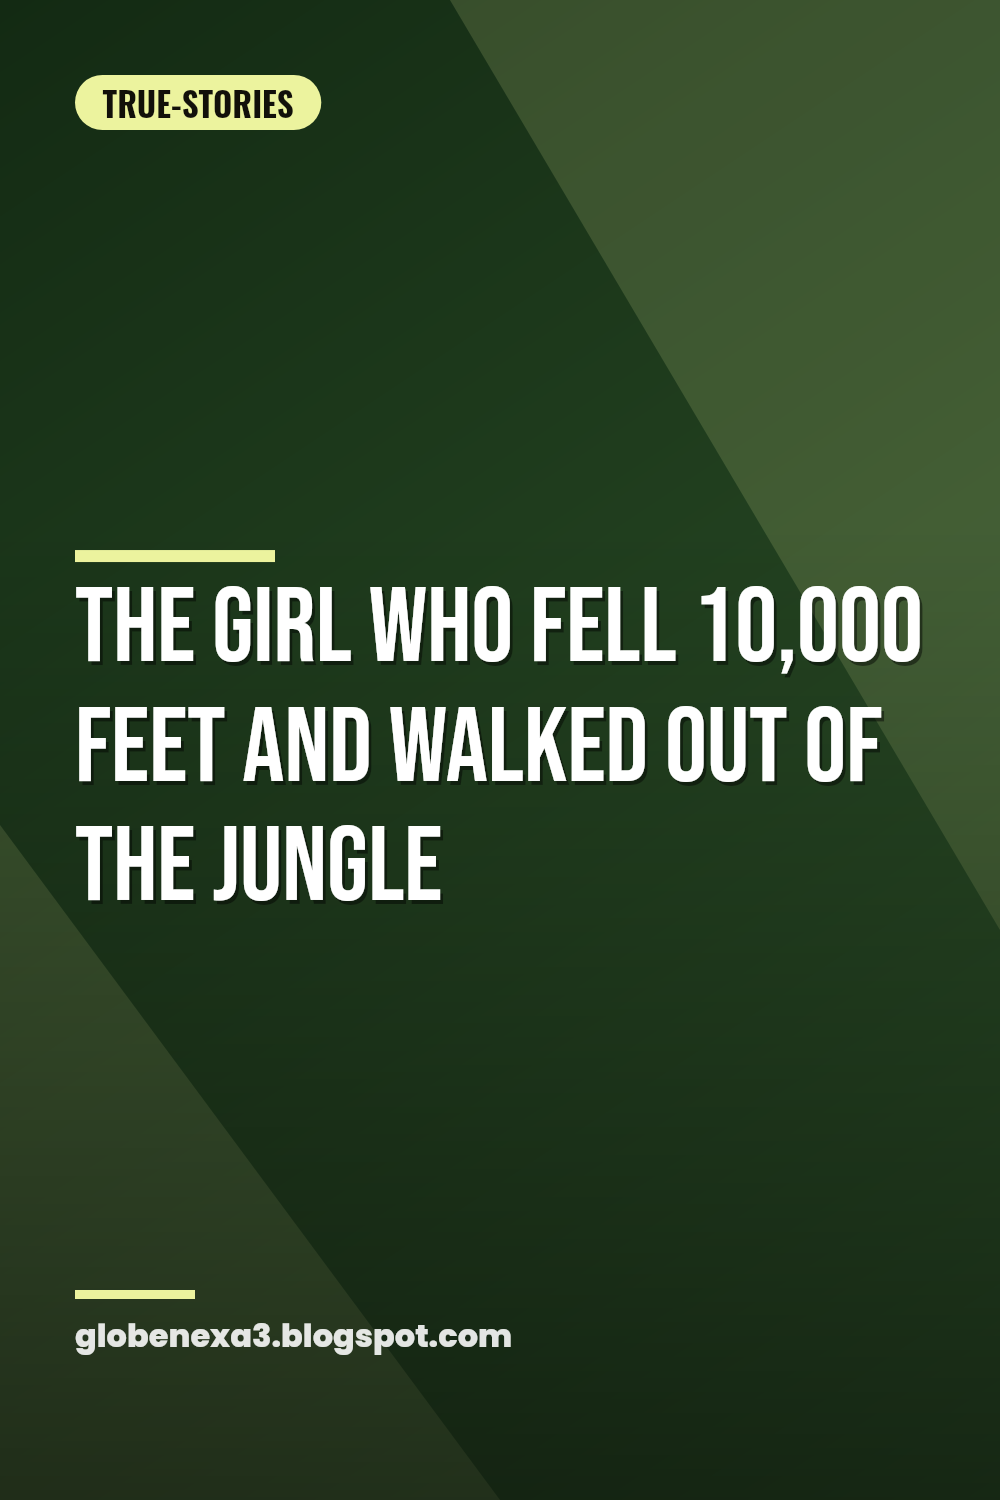 TRUE-STORIES
THE GIRL WHO FELL 10,000
FEET AND WALKED OUT OF
THE JUNGLE
globenexa3.blogspot.com